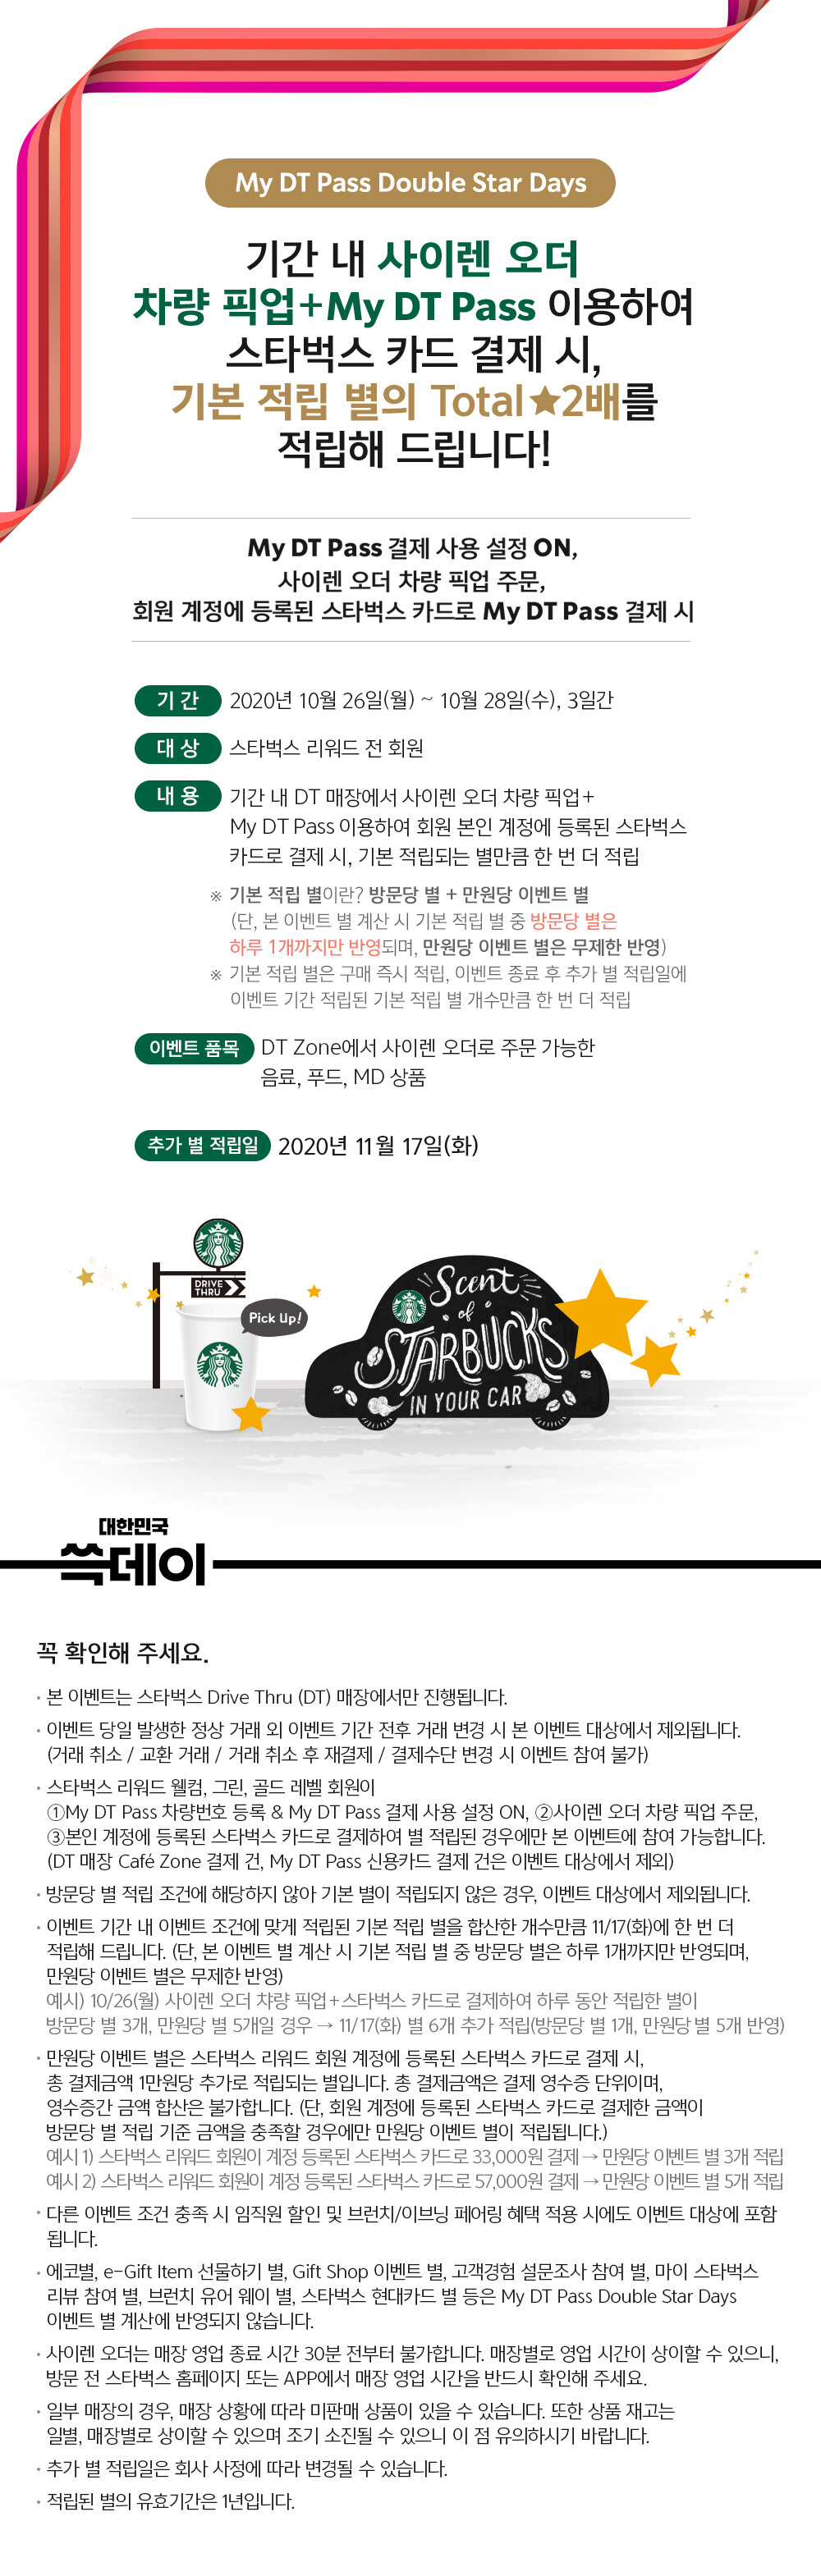 My DT Pass Double Star Days
기간 내 사이렌 오더
차량 픽업+My DT Pass 이용하여
스타벅스 카드 결제 시,
기본 적립 별의 Total★2배를
적립해 드립니다!
My DT Pass 결제 사용 설정 ON,
사이렌 오더 차량 픽업 주문,
회원 계정에 등록된 스타벅스 카드로 My DT Pass 결제 시
기 간 2020년 10월 26일(월) ~ 10월 28일(수), 3일간
대 상 스타벅스 리워드 전 회원
내 용 기간 내 DT 매장에서 사이렌 오더 차량 픽업+
My DT Pass 이용하여 회원 본인 계정에 등록된 스타벅스
카드로 결제 시, 기본 적립되는 별만큼 한 번 더 적립
※ 기본 적립 별이란? 방문당 별 + 만원당 이벤트 별
(단, 본 이벤트 별 계산 시 기본 적립 별 중 방문당 별은
하루 1개까지만 반영되며, 만원당 이벤트 별은 무제한 반영)
※ 기본 적립 별은 구매 즉시 적립, 이벤트 종료 후 추가 별 적립일에
이벤트 기간 적립된 기본 적립 별 개수만큼 한 번 더 적립
이벤트 품목 DT Zone에서 사이렌 오더로 주문 가능한
음료, 푸드, MD 상품
추가 별 적립일 2020년 11월 17일(화)
DRIVE
THRU
Pick Up!
Scent
of
STARBUCKS
IN YOUR CAR
대한민국
쓱데이
꼭 확인해 주세요.
• 본 이벤트는 스타벅스 Drive Thru (DT) 매장에서만 진행됩니다.
• 이벤트 당일 발생한 정상 거래 외 이벤트 기간 전후 거래 변경 시 본 이벤트 대상에서 제외됩니다.
(거래 취소 / 교환 거래 / 거래 취소 후 재결제 / 결제수단 변경 시 이벤트 참여 불가)
• 스타벅스 리워드 웰컴, 그린, 골드 레벨 회원이
①My DT Pass 차량번호 등록 & My DT Pass 결제 사용 설정 ON, ②사이렌 오더 차량 픽업 주문,
③본인 계정에 등록된 스타벅스 카드로 결제하여 별 적립된 경우에만 본 이벤트에 참여 가능합니다.
(DT 매장 Café Zone 결제 건, My DT Pass 신용카드 결제 건은 이벤트 대상에서 제외)
• 방문당 별 적립 조건에 해당하지 않아 기본 별이 적립되지 않은 경우, 이벤트 대상에서 제외됩니다.
• 이벤트 기간 내 이벤트 조건에 맞게 적립된 기본 적립 별을 합산한 개수만큼 11/17(화)에 한 번 더
적립해 드립니다. (단, 본 이벤트 별 계산 시 기본 적립 별 중 방문당 별은 하루 1개까지만 반영되며,
만원당 이벤트 별은 무제한 반영)
예시) 10/26(월) 사이렌 오더 챠량 픽업+스타벅스 카드로 결제하여 하루 동안 적립한 별이
방문당 별 3개, 만원당 별 5개일 경우 → 11/17(화) 별 6개 추가 적립(방문당 별 1개, 만원당 별 5개 반영)
• 만원당 이벤트 별은 스타벅스 리워드 회원 계정에 등록된 스타벅스 카드로 결제 시,
총 결제금액 1만원당 추가로 적립되는 별입니다. 총 결제금액은 결제 영수증 단위이며,
영수증간 금액 합산은 불가합니다. (단, 회원 계정에 등록된 스타벅스 카드로 결제한 금액이
방문당 별 적립 기준 금액을 충족할 경우에만 만원당 이벤트 별이 적립됩니다.)
예시 1) 스타벅스 리워드 회원이 계정 등록된 스타벅스 카드로 33,000원 결제 → 만원당 이벤트 별 3개 적립
예시 2) 스타벅스 리워드 회원이 계정 등록된 스타벅스 카드로 57,000원 결제 → 만원당 이벤트 별 5개 적립
• 다른 이벤트 조건 충족 시 임직원 할인 및 브런치/이브닝 페어링 혜택 적용 시에도 이벤트 대상에 포함
됩니다.
• 에코별, e-Gift Item 선물하기 별, Gift Shop 이벤트 별, 고객경험 설문조사 참여 별, 마이 스타벅스
리뷰 참여 별, 브런치 유어 웨이 별, 스타벅스 현대카드 별 등은 My DT Pass Double Star Days
이벤트 별 계산에 반영되지 않습니다.
• 사이렌 오더는 매장 영업 종료 시간 30분 전부터 불가합니다. 매장별로 영업 시간이 상이할 수 있으니,
방문 전 스타벅스 홈페이지 또는 APP에서 매장 영업 시간을 반드시 확인해 주세요.
• 일부 매장의 경우, 매장 상황에 따라 미판매 상품이 있을 수 있습니다. 또한 상품 재고는
일별, 매장별로 상이할 수 있으며 조기 소진될 수 있으니 이 점 유의하시기 바랍니다.
• 추가 별 적립일은 회사 사정에 따라 변경될 수 있습니다.
• 적립된 별의 유효기간은 1년입니다.